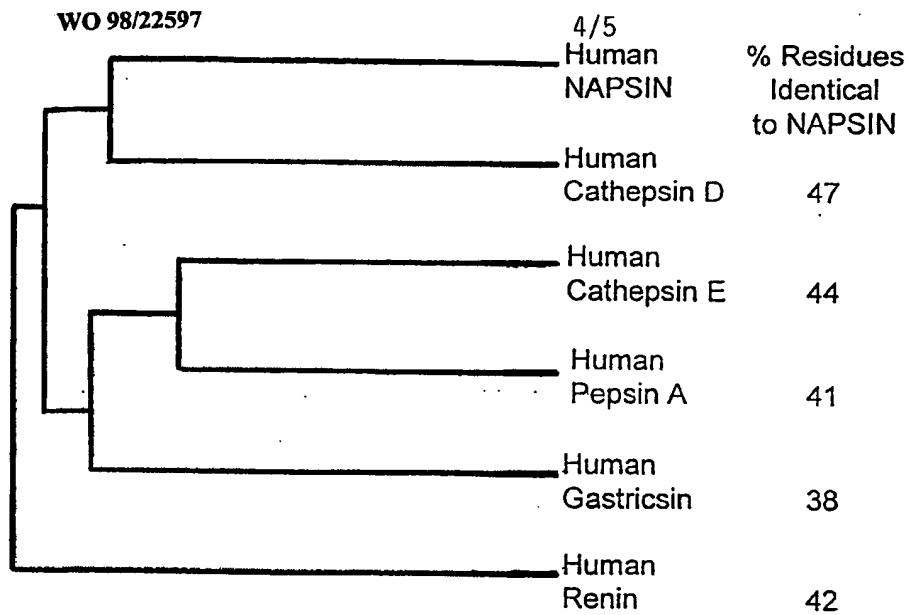 WO 98/22597
4/5
Human
NAPSIN
% Residues
Identical
to NAPSIN
Human
Cathepsin D
47
Human
Cathepsin E
44
Human
Pepsin A
41
Human
Gastricsin
38
Human
Renin
42